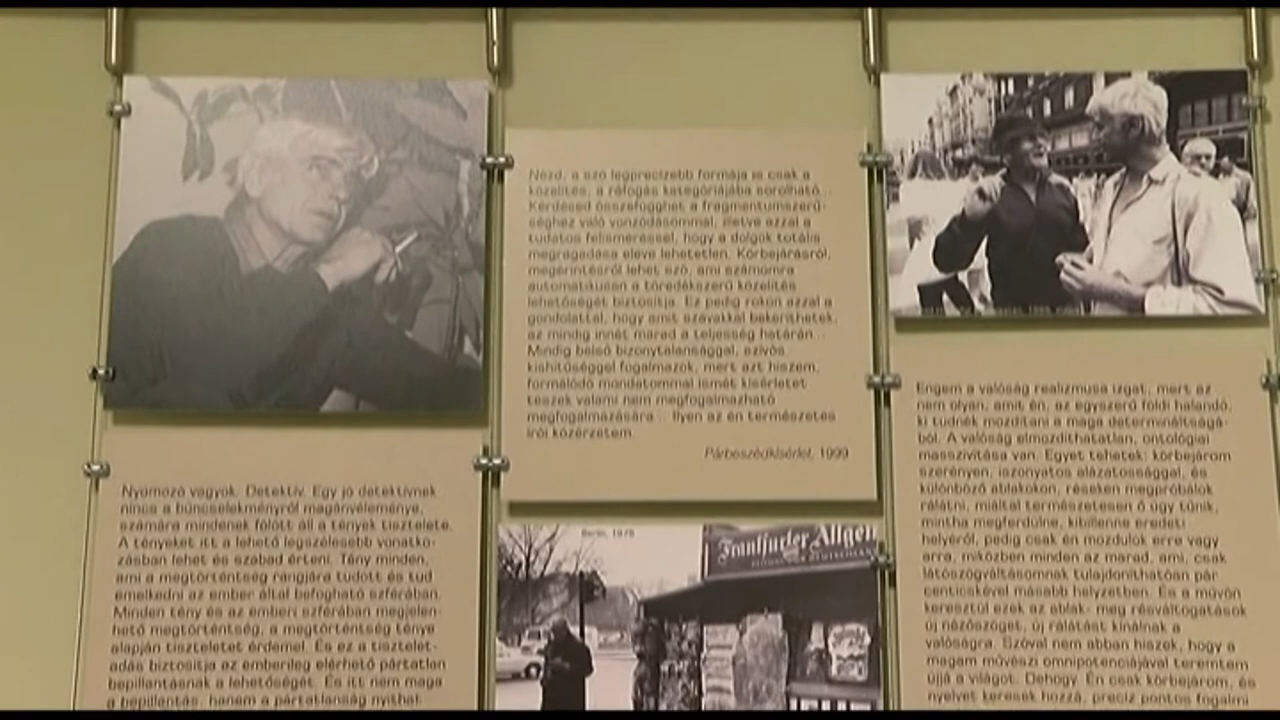 Nyomozó vagyok. Detektív. Egy jó detektívnek
nincs a bűncselekményről magánvéleménye,
számára mindenek fölött áll a tények tisztelete.
A tényeket itt a lehető legszélesebb vonatko-
zásban lehet és szabad érteni. Tény minden,
ami a megtörténtség rangjára tudott és tud
emelkedni az ember által befogható szférában.
Minden tény és az emberi szférában megjelen-
hető megtörténtség, a megtörténtség ténye
alapján tiszteletet érdemel. És ez a tisztelet-
adás biztosítja az emberileg elérhető pártatlan
bepillantásnak a lehetőségét. És itt nem maga
a bepillantás, hanem a pártatlanság nyithat
Nézd, a szó legprecízebb formája is csak a
közelítés, a ráfogás kategóriájába sorolható...
Kérdésed összefügghet a fragmentumszerű-
séghez való vonzódásommal, illetve azzal a
tudatos felismeréssel, hogy a dolgok totális
megragadása eleve lehetetlen. Körbejárásról,
megérintésről lehet szó, ami számomra
automatikusan a töredékszerű közelítés
lehetőségét biztosítja. Ez pedig rokon azzal a
gondolattal, hogy amit szavakkal bekeríthetek,
az mindig innét marad a teljesség határán...
Mindig belső bizonytalansággal, szívós
kishitűséggel fogalmazok, mert azt hiszem,
formálódó mondatommal ismét kísérletet
teszek valami nem megfogalmazható
megfogalmazására... Ilyen az én természetes
írói közérzetem.
Párbeszédkísérlet, 1999
Berlin, 1975
Frankfurter Allgem
Engem a valóság realizmusa izgat, mert az
nem olyan, amit én, az egyszerű földi halandó,
ki tudnék mozdítani a maga determináltságá-
ból. A valóság elmozdíthatatlan, ontológiai
masszivitása van. Egyet tehetek: körbejárom
szerényen, iszonyatos alázatossággal, és
különböző ablakokon, réseken megpróbálok
rálátni, miáltal természetesen ő úgy tűnik,
mintha megferdülne, kibillenne eredeti
helyéről, pedig csak én mozdulok erre vagy
arra, miközben minden az marad, ami, csak
látószögváltásomnak tulajdoníthatóan pár
centicskével másabb helyzetben. És a művön
keresztül ezek az ablak- meg résváltogatások
új nézőszöget, új rálátást kínálnak a
valóságra. Szóval nem abban hiszek, hogy a
magam művészi omnipotenciájával teremtem
újjá a világot. Dehogy. Én csak körbejárom, és
nyelvet keresek hozzá, precíz pontos fogalmi